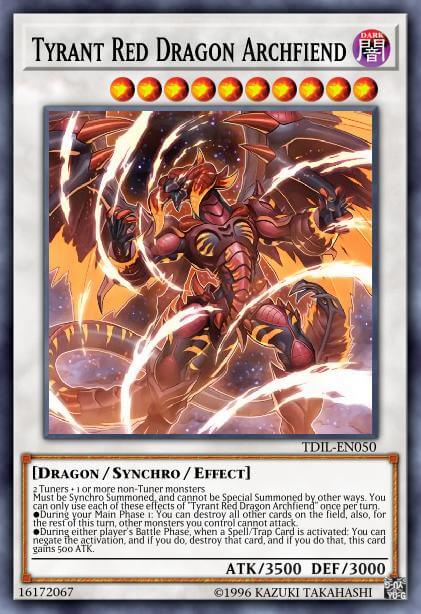 TYRANT RED DRAGON ARCHFIEND
DARK
闇
TDIL-EN050
[DRAGON / SYNCHRO / EFFECT]
2 Tuners + 1 or more non-Tuner monsters
Must be Synchro Summoned, and cannot be Special Summoned by other ways. You
can only use each of these effects of "Tyrant Red Dragon Archfiend" once per turn.
●During your Main Phase 1: You can destroy all other cards on the field, also, for
the rest of this turn, other monsters you control cannot attack.
●During either player's Battle Phase, when a Spell/Trap Card is activated: You can
negate the activation, and if you do, destroy that card, and if you do that, this card
gains 500 ATK.
ATK/3500 DEF/3000
16172067
©1996 KAZUKI TAKAHASHI